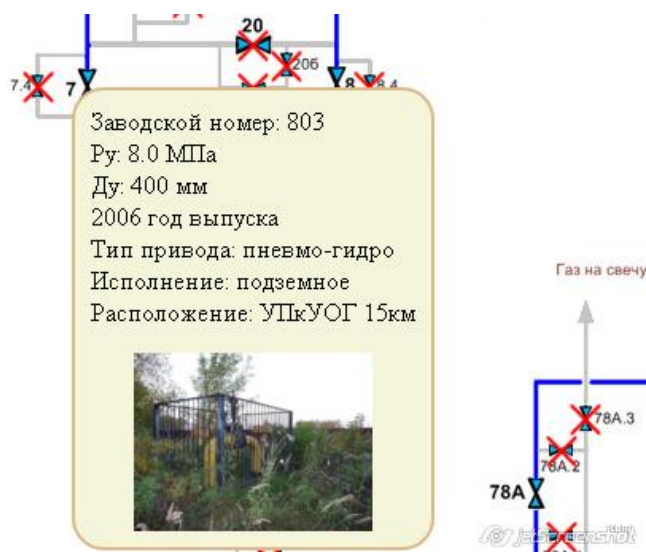 20
20б
7.4
7
8
8.4
Заводской номер: 803
Ру: 8.0 МПа
Ду: 400 мм
2006 год выпуска
Тип привода: пневмо-гидро
Исполнение: подземное
Расположение: УПкУОГ 15км
Газ на свечу
78А.3
78А.2
78А
jetScreenshot
.com